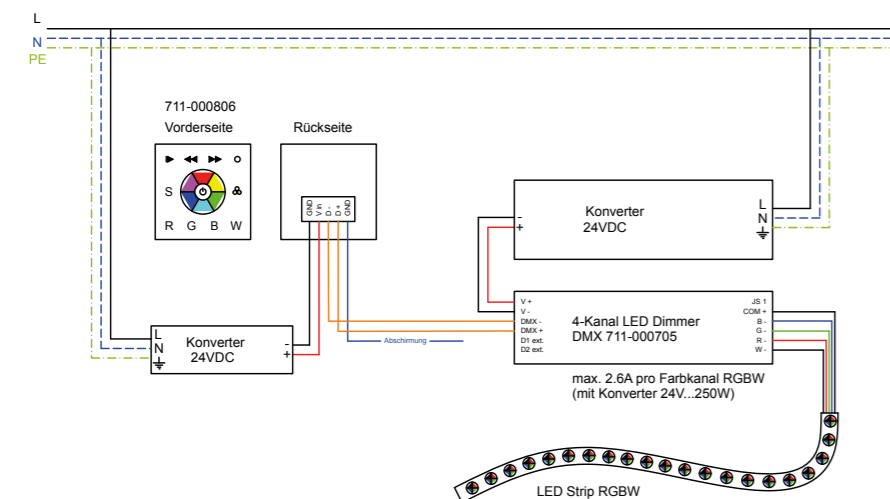 L
N
PE
711-000806
Vorderseite
Rückseite
S
R G B W
GND
V in
D -
D +
GND
Konverter
24VDC
L
N
-
+
L
N
Konverter
24VDC
-
+
Abschirmung
V +
V -
DMX -
DMX +
D1 ext.
D2 ext.
4-Kanal LED Dimmer
DMX 711-000705
JS 1
COM +
B -
G -
R -
W -
max. 2.6A pro Farbkanal RGBW
(mit Konverter 24V...250W)
LED Strip RGBW